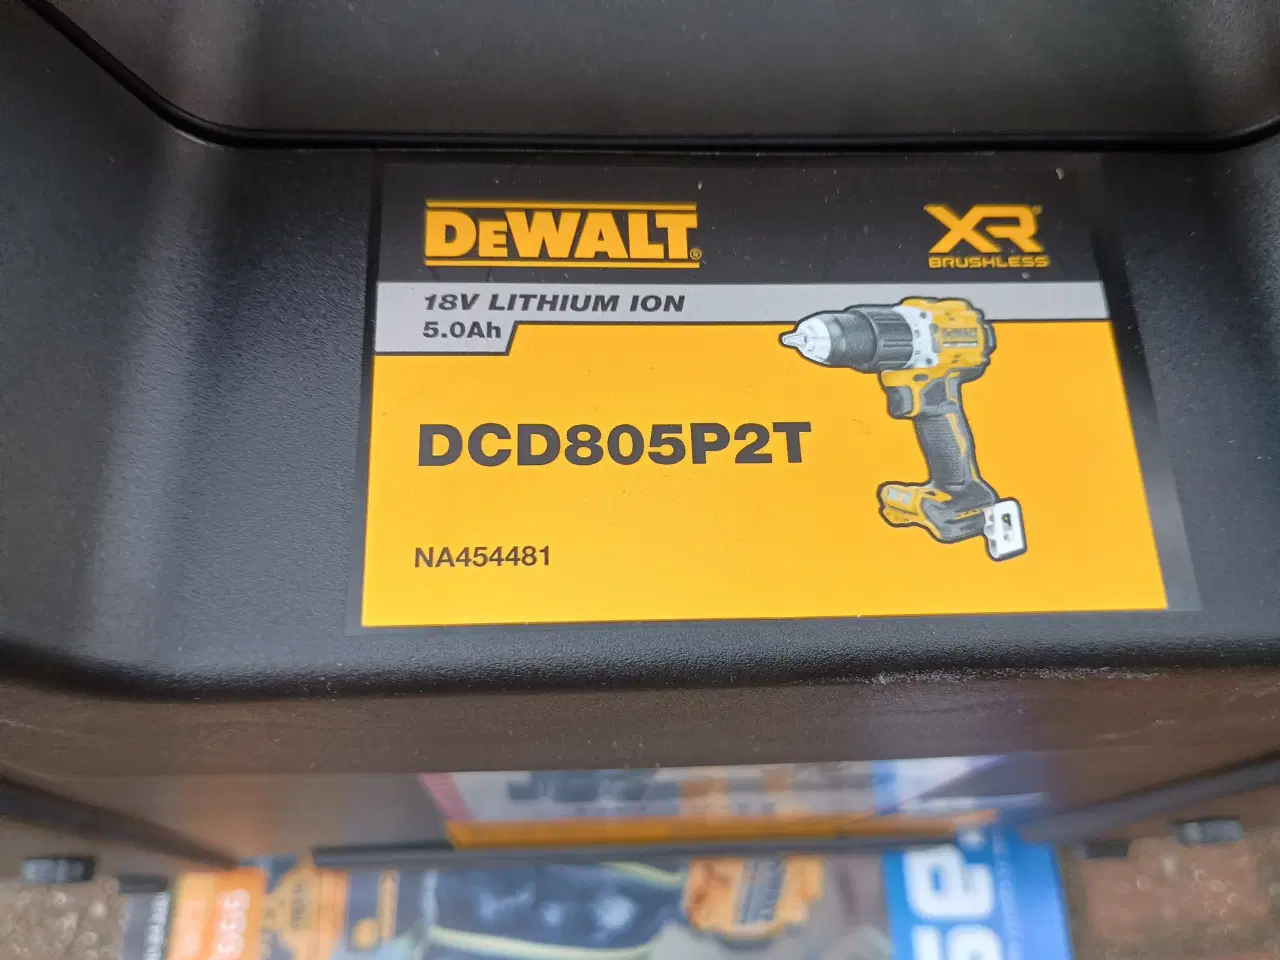 DEWALT®
XR
BRUSHLESS
18V LITHIUM ION
5.0Ah
DCD805P2T
NA454481